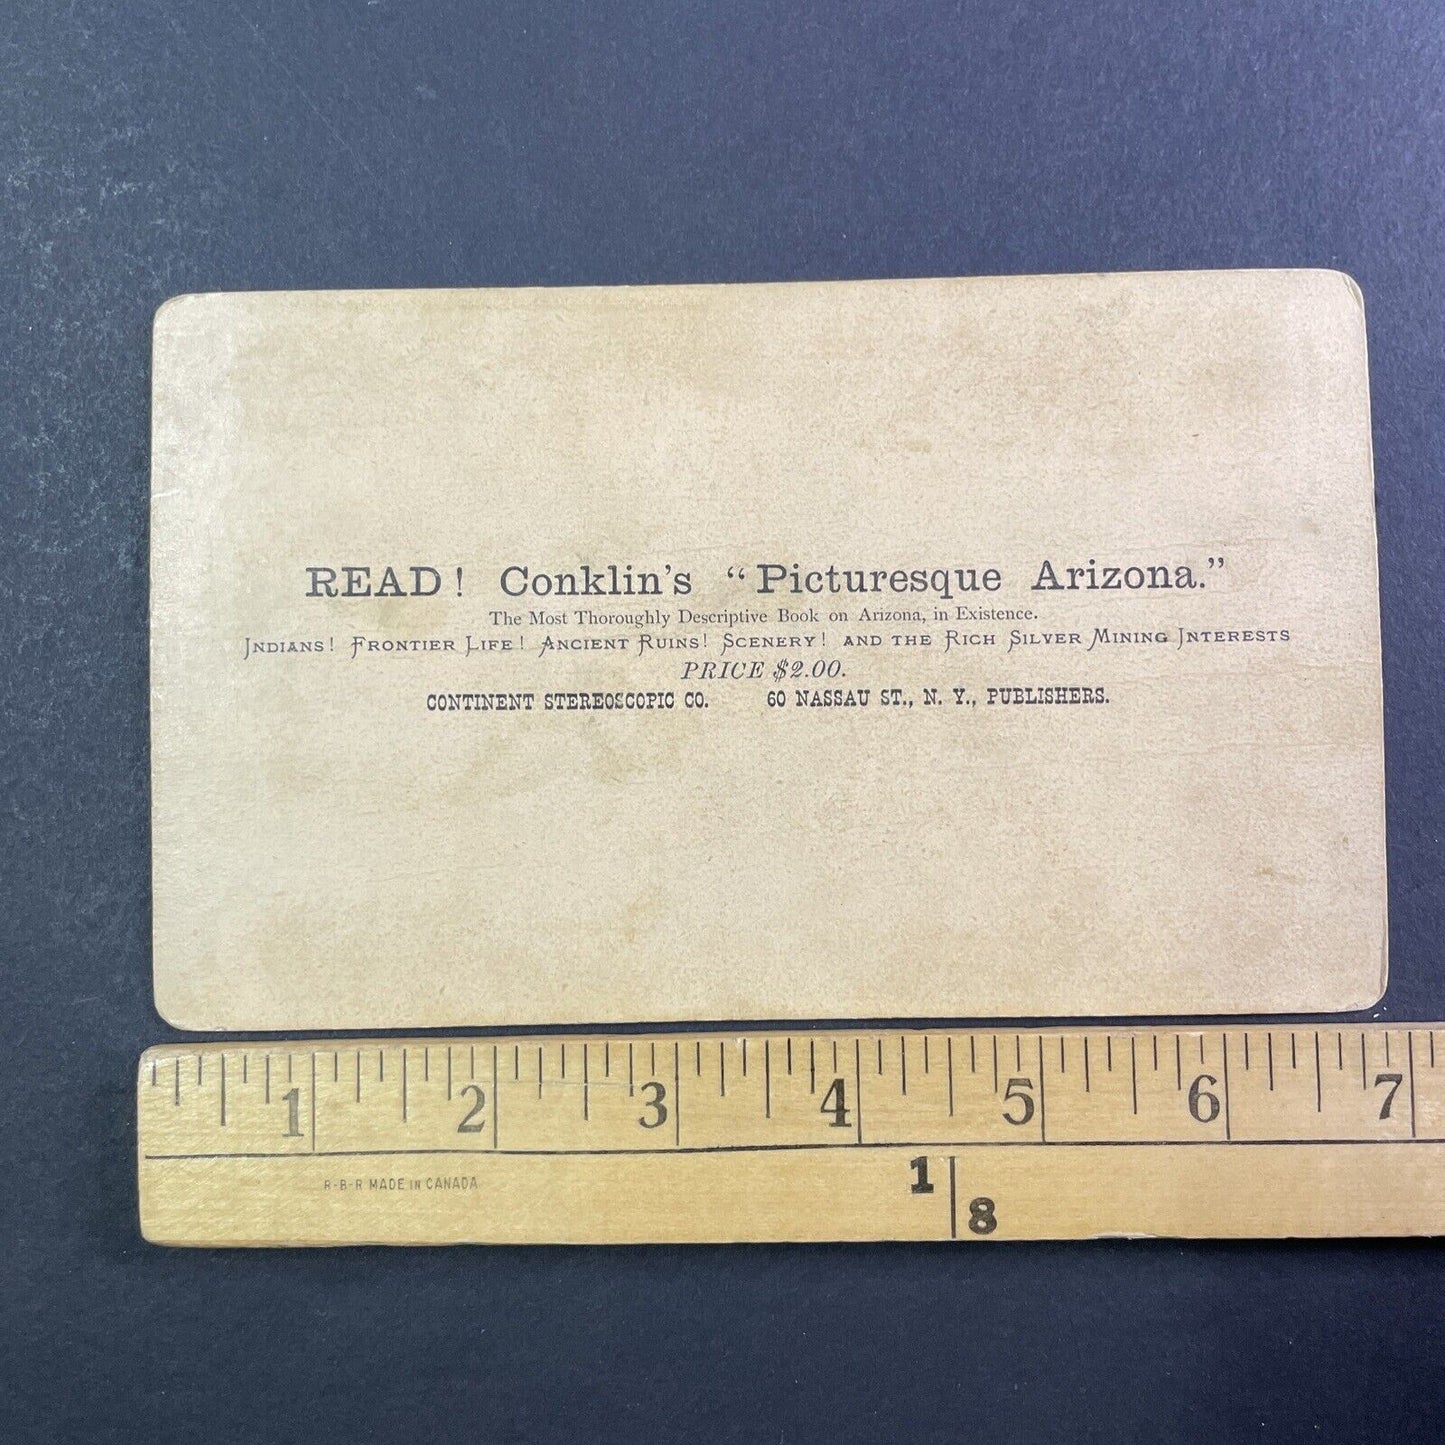 READ! Conklin's "Picturesque Arizona."
The Most Thoroughly Descriptive Book on Arizona, in Existence.
INDIANS! FRONTIER LIFE! ANCIENT RUINS! SCENERY! AND THE RICH SILVER MINING INTERESTS
PRICE $2.00.
CONTINENT STEREOSCOPIC CO. 60 NASSAU ST., N. Y., PUBLISHERS.
1 2 3 4 5 6 7
R-B-R MADE IN CANADA
1 8